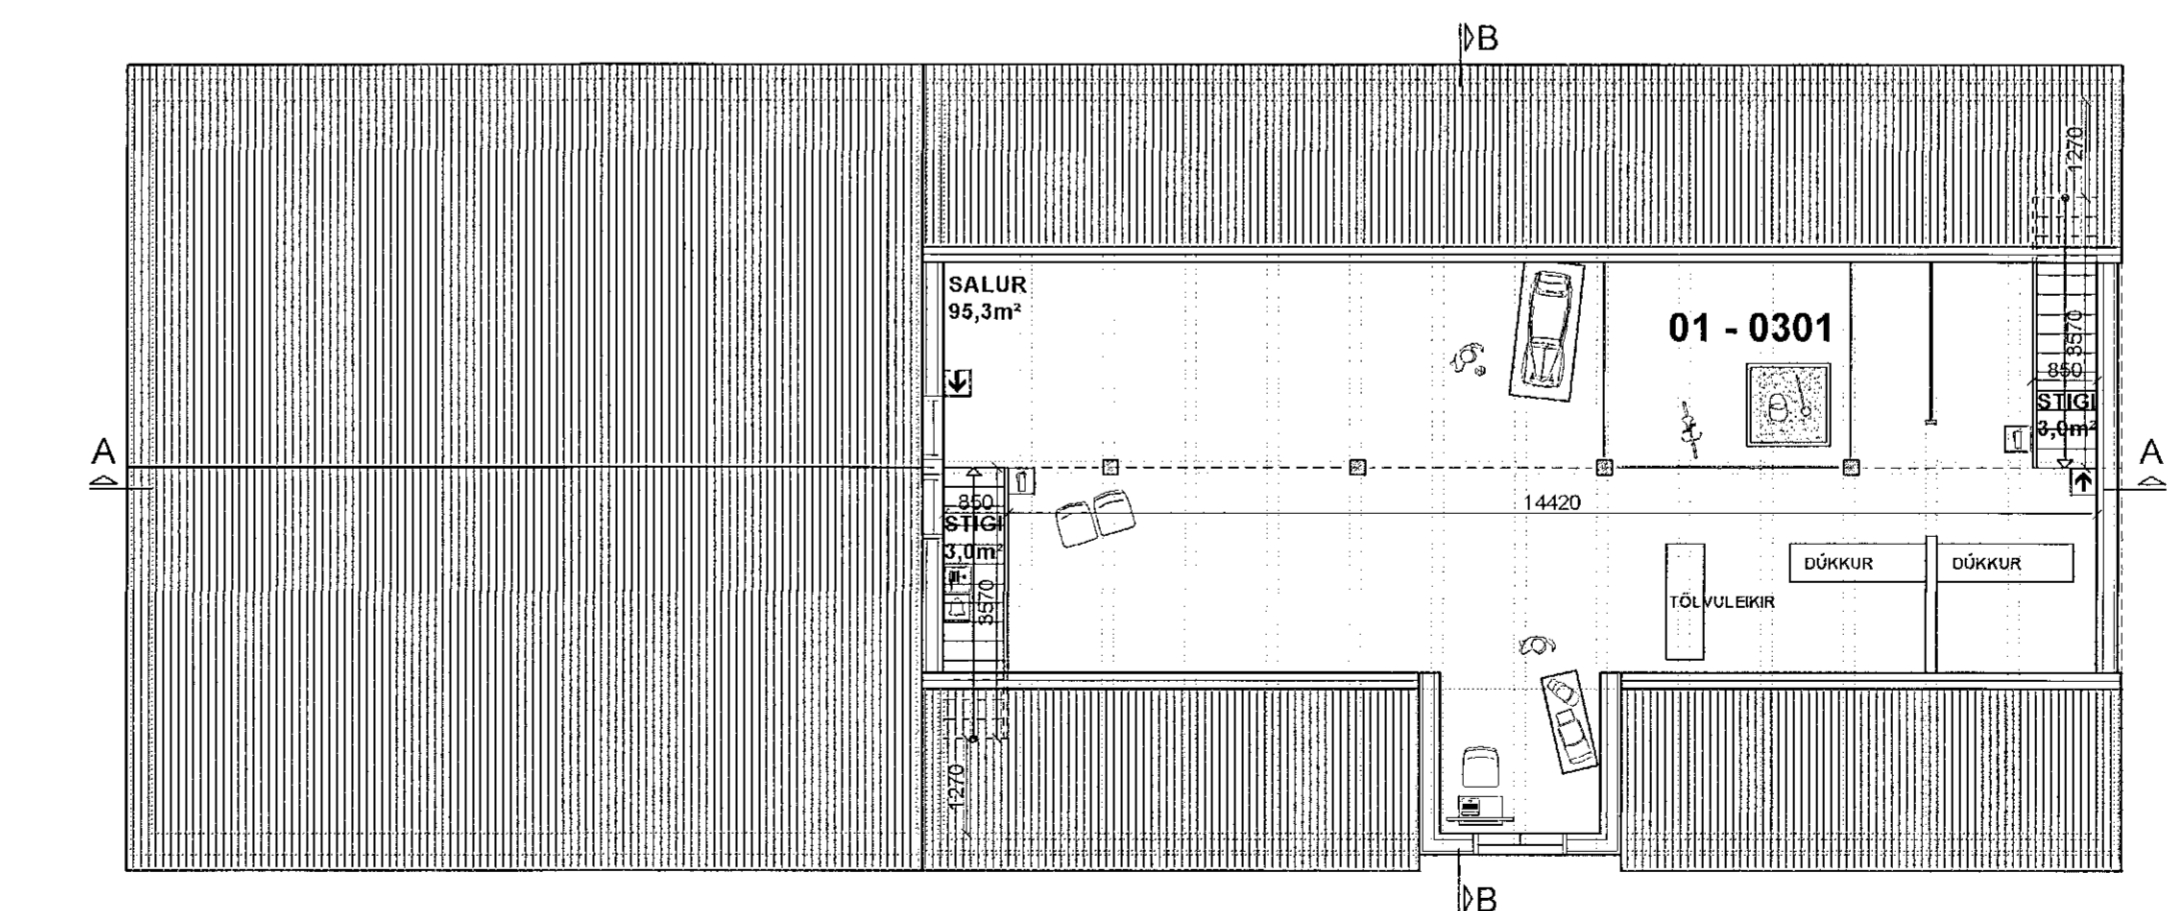 B
1270
SALUR
95,3m²
01 - 0301
3570
850
STIGI
3,0m²
A
A
850
STIGI
3,0m²
3570
14420
DÚKKUR
DÚKKUR
TÖLVULEIKIR
1270
B